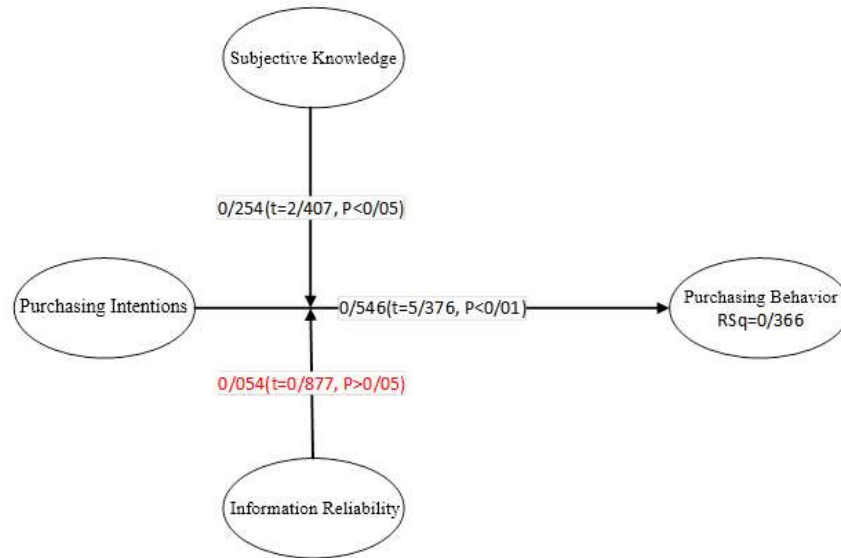 Subjective Knowledge
0/254(t=2/407, P<0/05)
Purchasing Intentions
0/546(t=5/376, P<0/01)
Purchasing Behavior
RSq=0/366
0/054(t=0/877, P>0/05)
Information Reliability